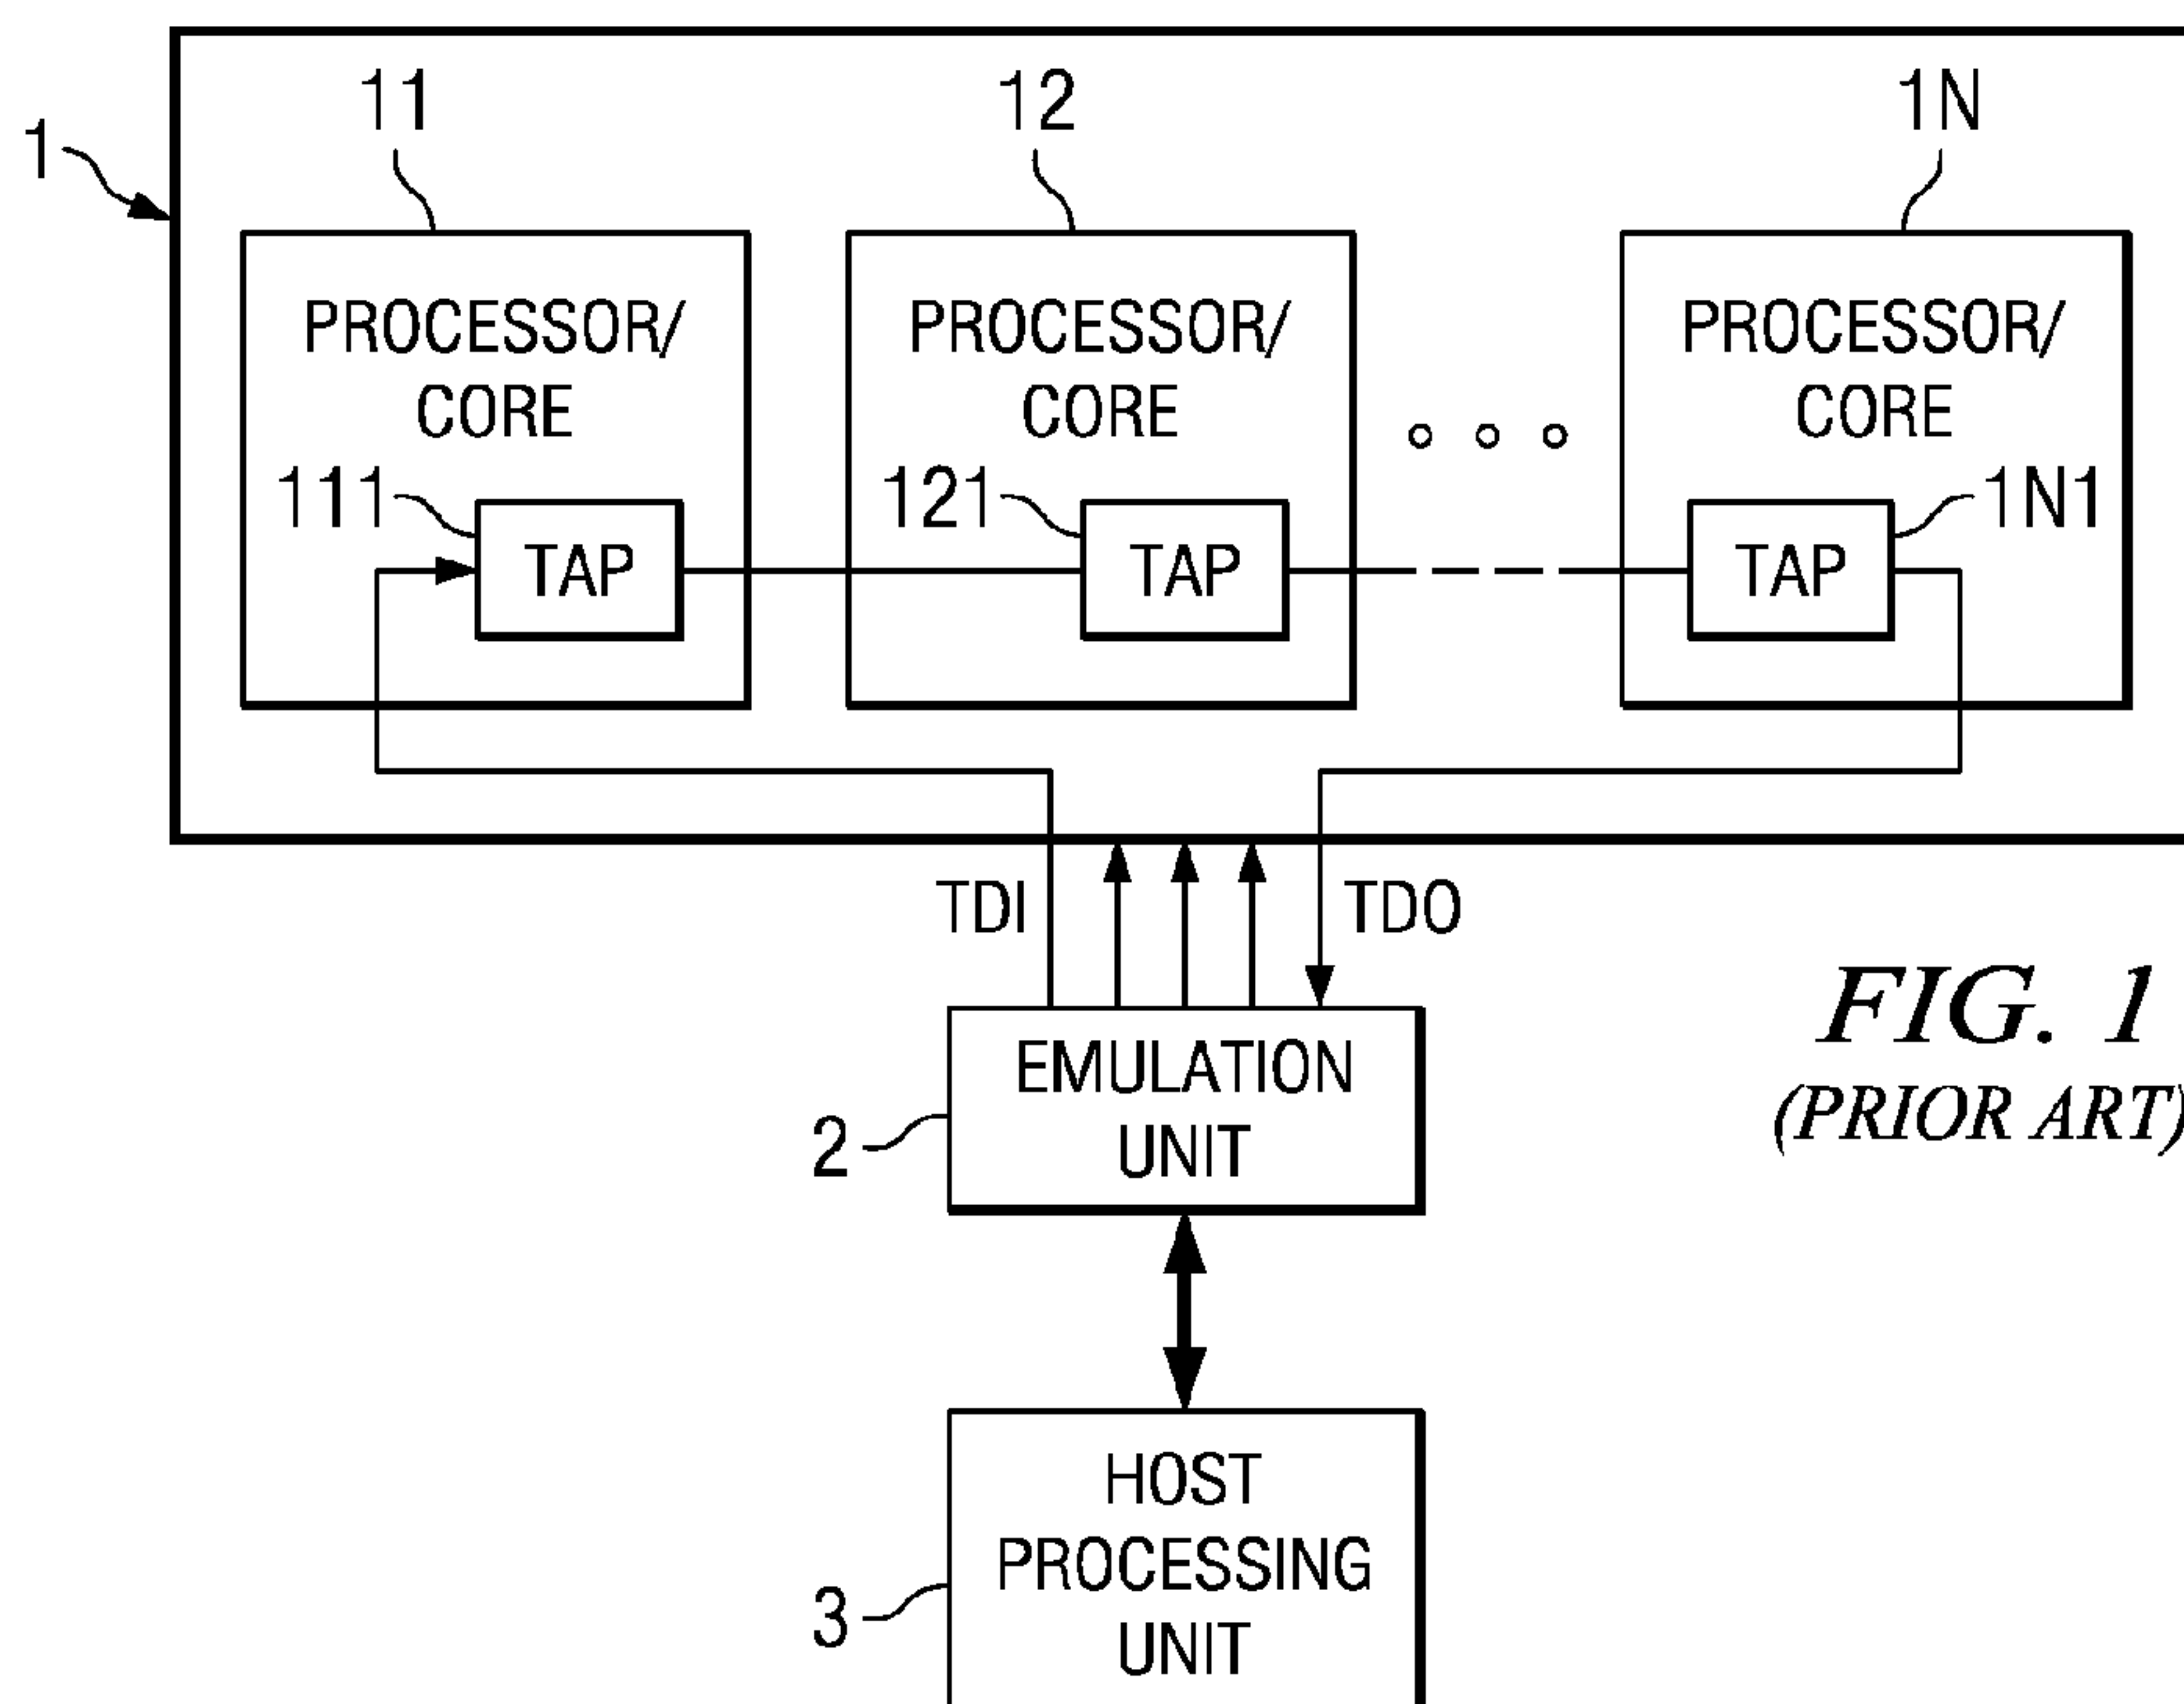 11
12
1N
1
PROCESSOR/
CORE
PROCESSOR/
CORE
PROCESSOR/
CORE
111
121
1N1
TAP
TAP
TAP
TDI
TDO
FIG. 1
(PRIOR ART)
EMULATION
UNIT
2
HOST
PROCESSING
UNIT
3